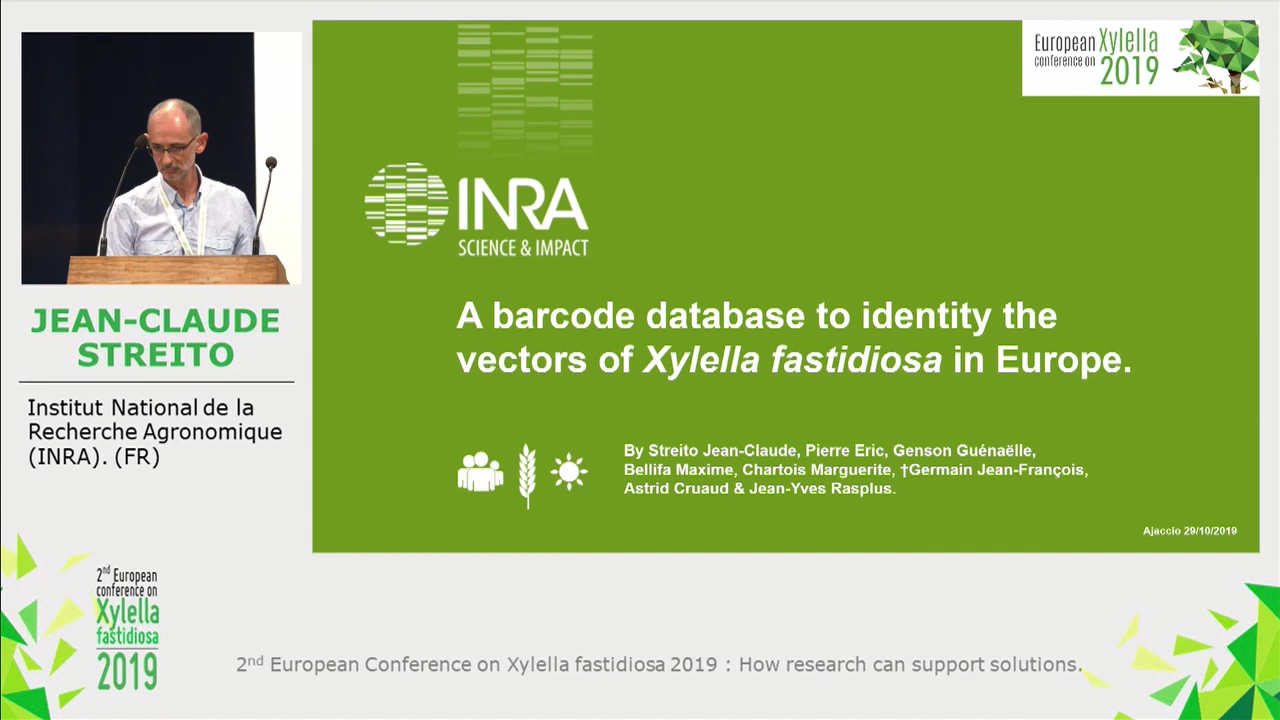 European Xylella
conference on 2019
INRA
SCIENCE & IMPACT
A barcode database to identity the
vectors of Xylella fastidiosa in Europe.
By Streito Jean-Claude, Pierre Eric, Genson Guénaëlle,
Bellifa Maxime, Chartois Marguerite, †Germain Jean-François,
Astrid Cruaud & Jean-Yves Rasplus.
Ajaccio 29/10/2019
JEAN-CLAUDE
STREITO
Institut National de la
Recherche Agronomique
(INRA). (FR)
2nd European
conference on
Xylella
fastidiosa
2019
2nd European Conference on Xylella fastidiosa 2019 : How research can support solutions.